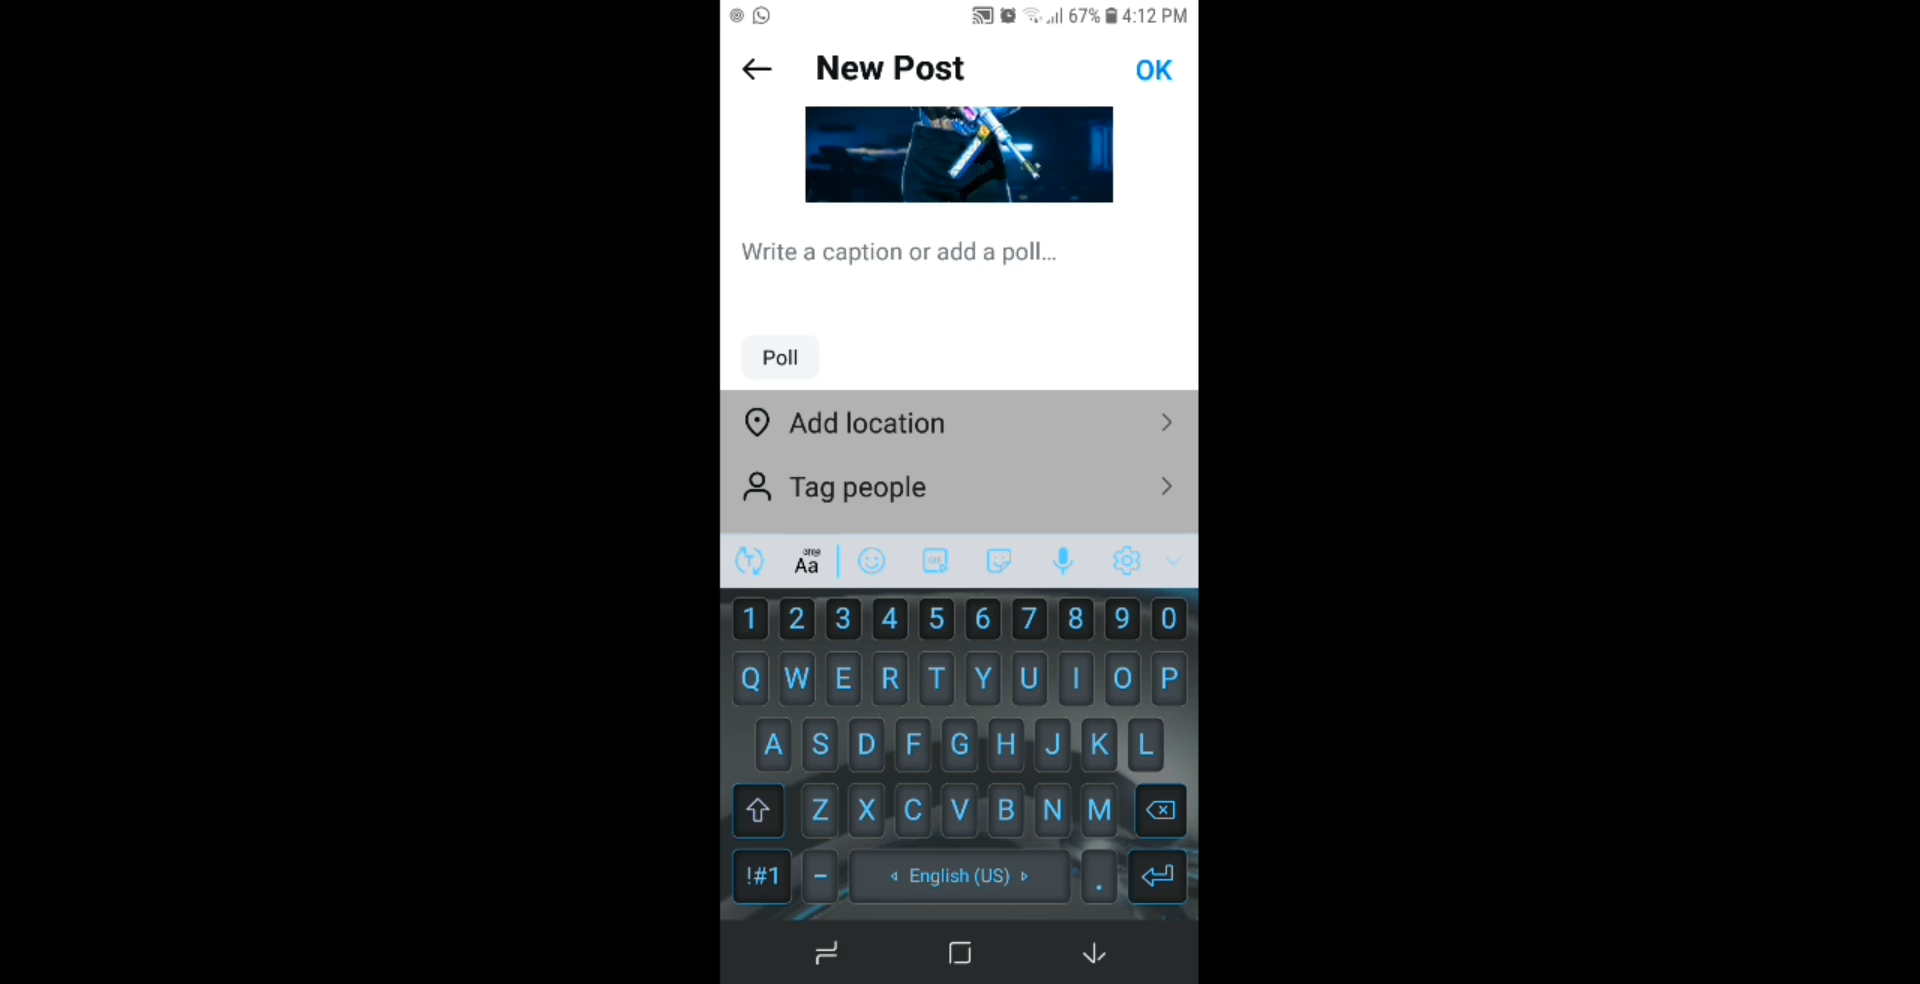 67% 4:12 PM
New Post
OK
Write a caption or add a poll...
Poll
Add location
Tag people
Aa
GIF
1 2 3 4 5 6 7 8 9 0
Q W E R T Y U I O P
A S D F G H J K L
Z X C V B N M
!#1 - English (US) .